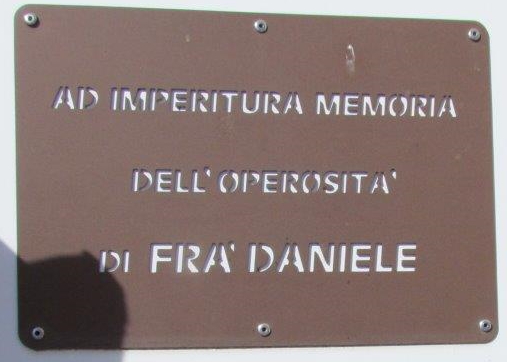 AD IMPERITURA MEMORIA
DELL'OPEROSITA'
DI FRA' DANIELE